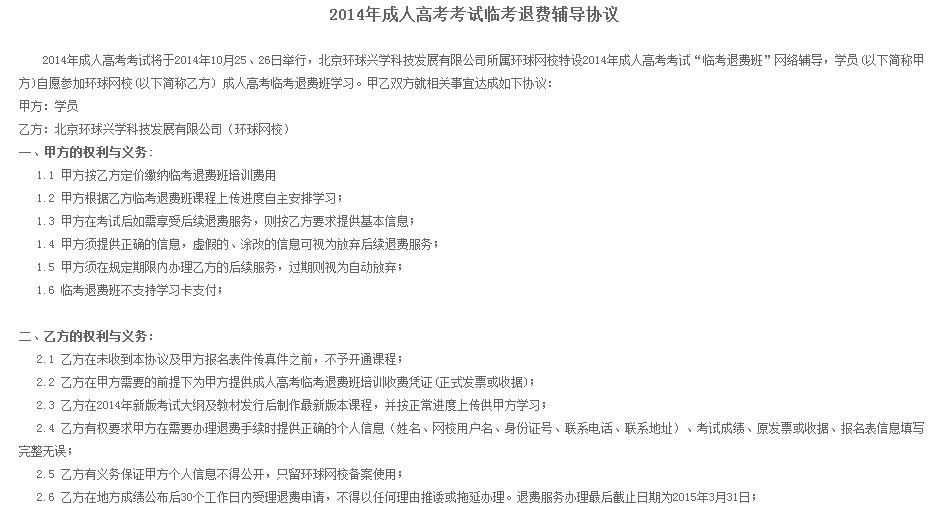 2014年成人高考考试临考退费辅导协议
2014年成人高考考试将于2014年10月25、26日举行，北京环球兴学科技发展有限公司所属环球网校特设2014年成人高考考试“临考退费班”网络辅导，学员(以下简称甲
方)自愿参加环球网校(以下简称乙方）成人高考临考退费班学习。甲乙双方就相关事宜达成如下协议:
甲方: 学员
乙方: 北京环球兴学科技发展有限公司（环球网校）
一、甲方的权利与义务:
1.1 甲方按乙方定价缴纳临考退费班培训费用
1.2 甲方根据乙方临考退费班课程上传进度自主安排学习;
1.3 甲方在考试后如需享受后续退费服务，则按乙方要求提供基本信息;
1.4 甲方须提供正确的信息，虚假的、涂改的信息可视为放弃后续退费服务;
1.5 甲方须在规定期限内办理乙方的后续服务，过期则视为自动放弃;
1.6 临考退费班不支持学习卡支付;
二、乙方的权利与义务:
2.1 乙方在未收到本协议及甲方报名表件传真件之前，不予开通课程;
2.2 乙方在甲方需要的前提下为甲方提供成人高考临考退费班培训收费凭证(正式发票或收据);
2.3 乙方在2014年新版考试大纲及教材发行后制作最新版本课程，并按正常进度上传供甲方学习;
2.4 乙方有权要求甲方在需要办理退费手续时提供正确的个人信息（姓名、网校用户名、身份证号、联系电话、联系地址）、考试成绩、原发票或收据、报名表信息填写
完整无误;
2.5 乙方有义务保证甲方个人信息不得公开，只留环球网校备案使用;
2.6 乙方在地方成绩公布后30个工作日内受理退费申请，不得以任何理由推读或拖延办理。退费服务办理最后截止日期为2015年3月31日;